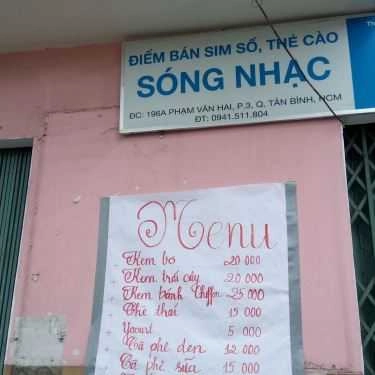 ĐIỂM BÁN SIM SỐ, THẺ CÀO
SÓNG NHẠC
ĐC: 196A PHẠM VĂN HAI, P.3, Q. TÂN BÌNH, HCM
ĐT: 0941.511.804
Menu
Kem bơ 20 000
Kem trái cây 20 000
Kem bánh Chiffon 25 000
Chè thái 15 000
Yaourt 5 000
Cà phê đen 12 000
Cà phê sữa 15 000